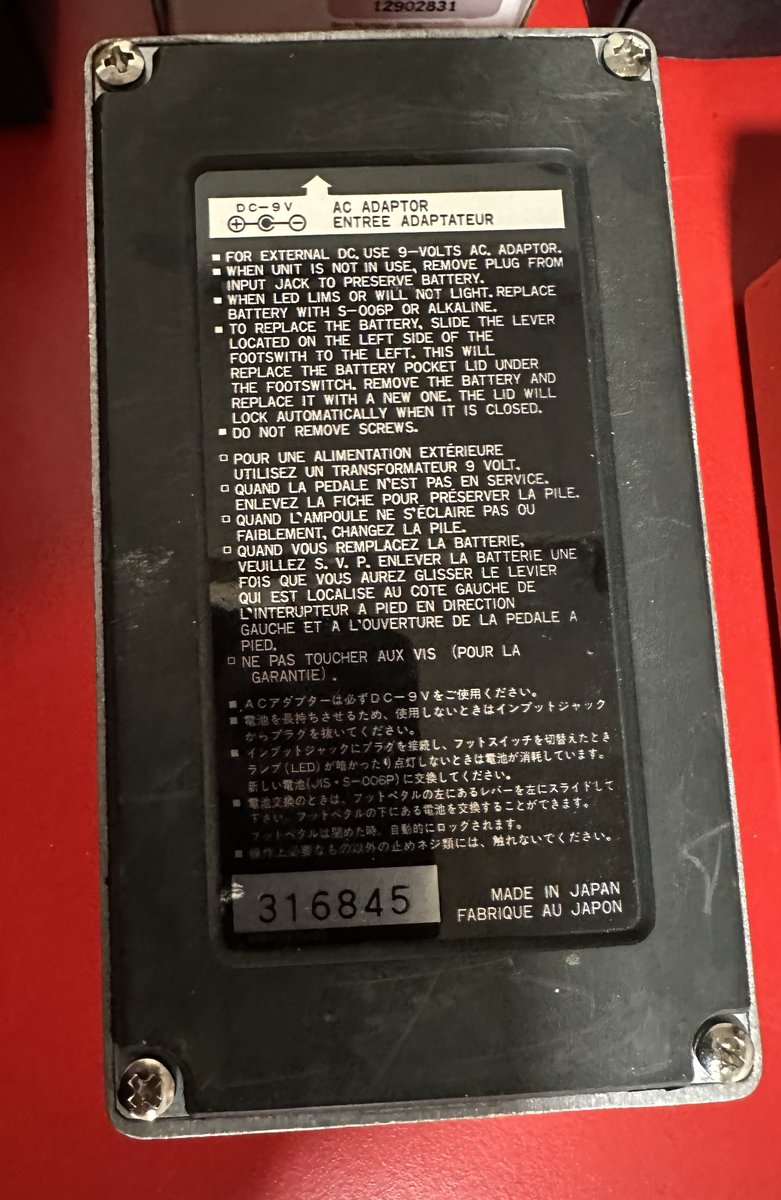 12902831
DC-9V
AC ADAPTOR
ENTREE ADAPTATEUR
■ FOR EXTERNAL DC. USE 9-VOLTS AC. ADAPTOR.
■ WHEN UNIT IS NOT IN USE, REMOVE PLUG FROM
INPUT JACK TO PRESERVE BATTERY.
■ WHEN LED LIMS OR WILL NOT LIGHT. REPLACE
BATTERY WITH S-006P OR ALKALINE.
■ TO REPLACE THE BATTERY, SLIDE THE LEVER
LOCATED ON THE LEFT SIDE OF THE
FOOTSWITH TO THE LEFT. THIS WILL
REPLACE THE BATTERY POCKET LID UNDER
THE FOOTSWITCH. REMOVE THE BATTERY AND
REPLACE IT WITH A NEW ONE. THE LID WILL
LOCK AUTOMATICALLY WHEN IT IS CLOSED.
■ DO NOT REMOVE SCREWS.
□ POUR UNE ALIMENTATION EXTÉRIEURE
UTILISEZ UN TRANSFORMATEUR 9 VOLT.
□ QUAND LA PEDALE N'EST PAS EN SERVICE.
ENLEVEZ LA FICHE POUR PRÉSERVER LA PILE.
□ QUAND L'AMPOULE NE S'ÉCLAIRE PAS OU
FAIBLEMENT, CHANGEZ LA PILE.
□ QUAND VOUS REMPLACEZ LA BATTERIE,
VEUILLEZ S. V. P. ENLEVER LA BATTERIE UNE
FOIS QUE VOUS AUREZ GLISSER LE LEVIER
QUI EST LOCALISE AU COTE GAUCHE DE
L'INTERUPTEUR A PIED EN DIRECTION
GAUCHE ET A L'OUVERTURE DE LA PEDALE A
PIED.
□ NE PAS TOUCHER AUX VIS (POUR LA
GARANTIE).
■ ACアダプターは必ずDC-9Vをご使用ください。
■ 電池を長持ちさせるため、使用しないときはインプットジャック
からプラグを抜いてください。
■ インプットジャックにプラグを接続し、フットスイッチを切替えたとき
ランプ(LED)が暗かったり点灯しないときは電池が消耗しています。
新しい電池(JIS・S-006P)に交換してください。
■ 電池交換のときは、フットペタルの左にあるレバーを左にスライドして
下さい。フットペタルの下にある電池を交換することができます。
フットペタルは閉めた時、自動的にロックされます。
■ 操作上必要なもの以外の止めネジ類には、触れないでください。
316845
MADE IN JAPAN
FABRIQUE AU JAPON